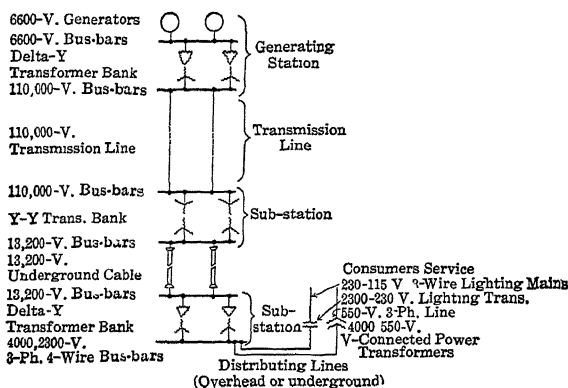 6600-V. Generators
6600-V. Bus-bars
Delta-Y
Transformer Bank
110,000-V. Bus-bars
Generating
Station
110,000-V.
Transmission Line
Transmission
Line
110,000-V. Bus-bars
Y-Y Trans. Bank
13,200-V. Bus-bars
Sub-station
13,200-V.
Underground Cable
13,200-V. Bus-bars
Delta-Y
Transformer Bank
4000,2300-V.
3-Ph. 4-Wire Bus-bars
Sub-
station
Consumers Service
230-115 V -Wire Lighting Mains
2300-230 V. Lighting Trans.
550-V. 3-Ph. Line
4000 550-V.
V-Connected Power
Transformers
Distributing Lines
(Overhead or underground)